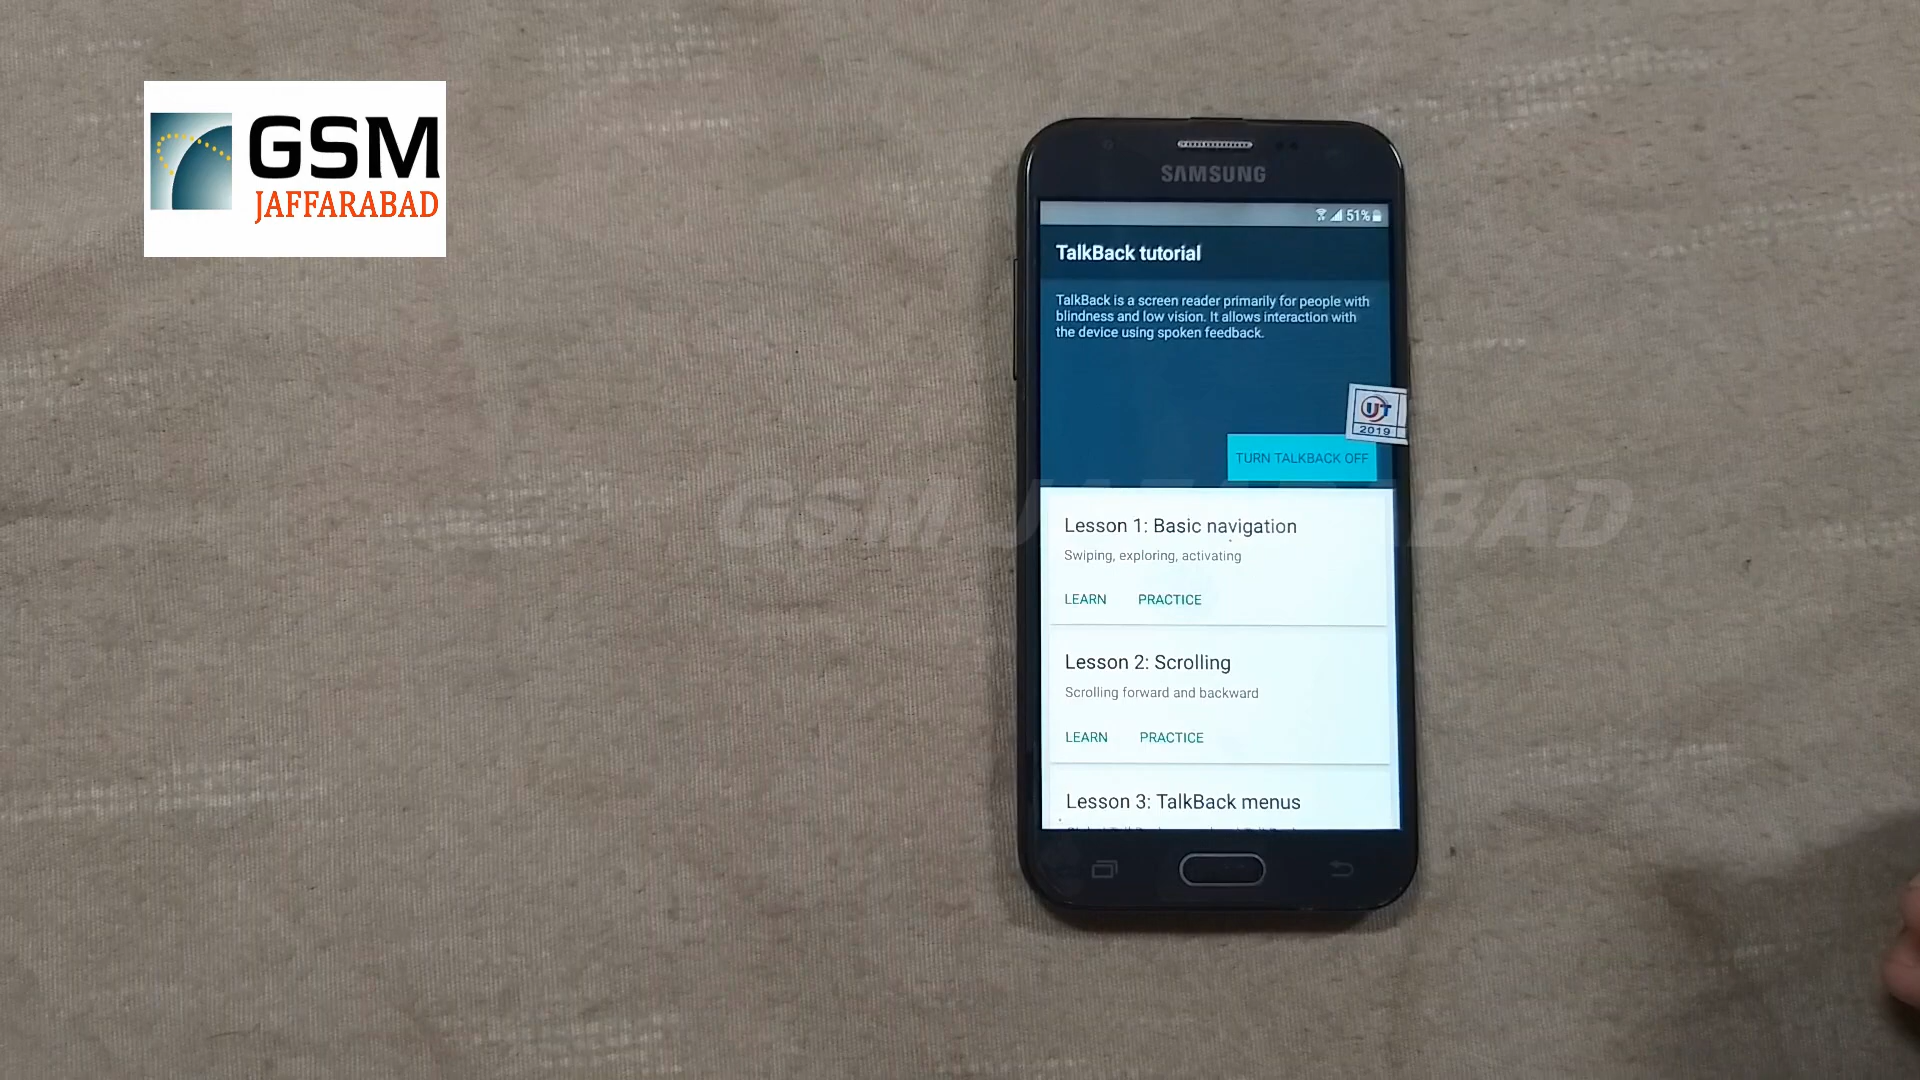 GSM
JAFFARABAD
SAMSUNG
51%
TalkBack tutorial
TalkBack is a screen reader primarily for people with
blindness and low vision. It allows interaction with
the device using spoken feedback.
UT
2019
TURN TALKBACK OFF
GSM JAFFARABAD
Lesson 1: Basic navigation
Swiping, exploring, activating
LEARN PRACTICE
Lesson 2: Scrolling
Scrolling forward and backward
LEARN PRACTICE
Lesson 3: TalkBack menus